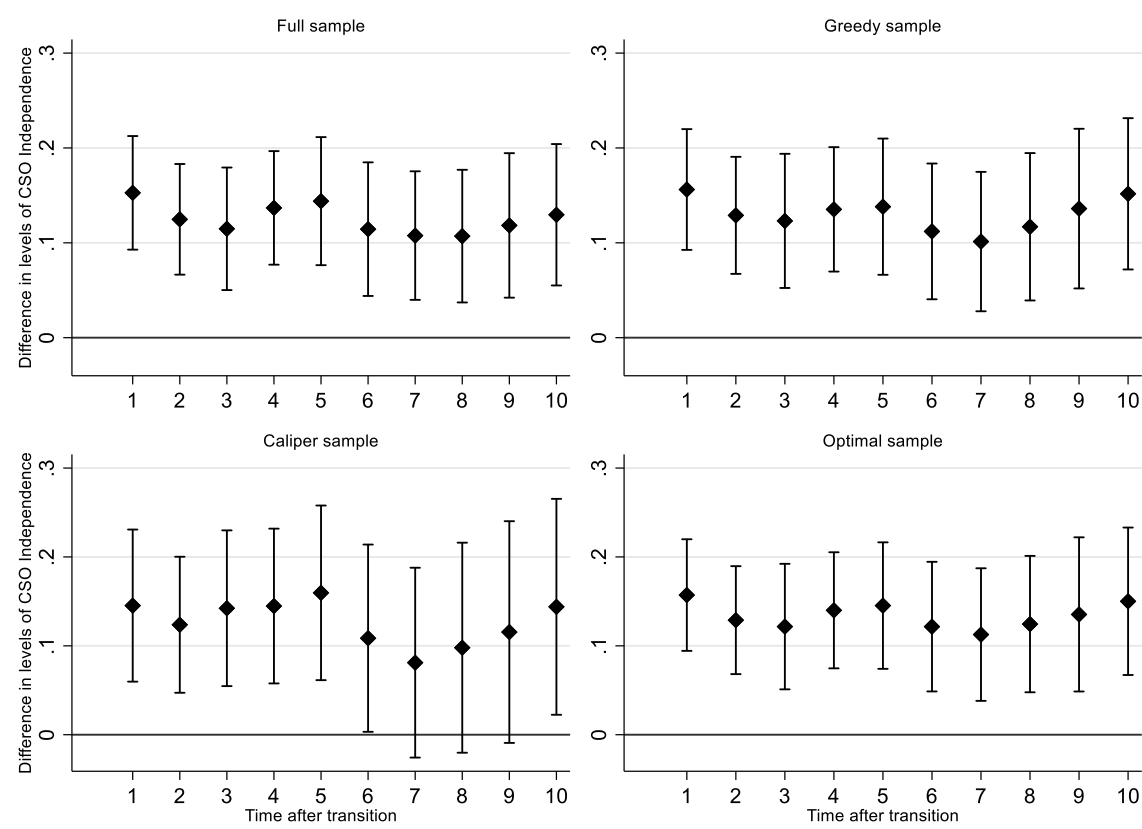 Full sample
Difference in levels of CSO Independence
.3
.2
.1
0
1 2 3 4 5 6 7 8 9 10
Greedy sample
.3
.2
.1
0
1 2 3 4 5 6 7 8 9 10
Caliper sample
Difference in levels of CSO Independence
.3
.2
.1
0
1 2 3 4 5 6 7 8 9 10
Time after transition
Optimal sample
.3
.2
.1
0
1 2 3 4 5 6 7 8 9 10
Time after transition